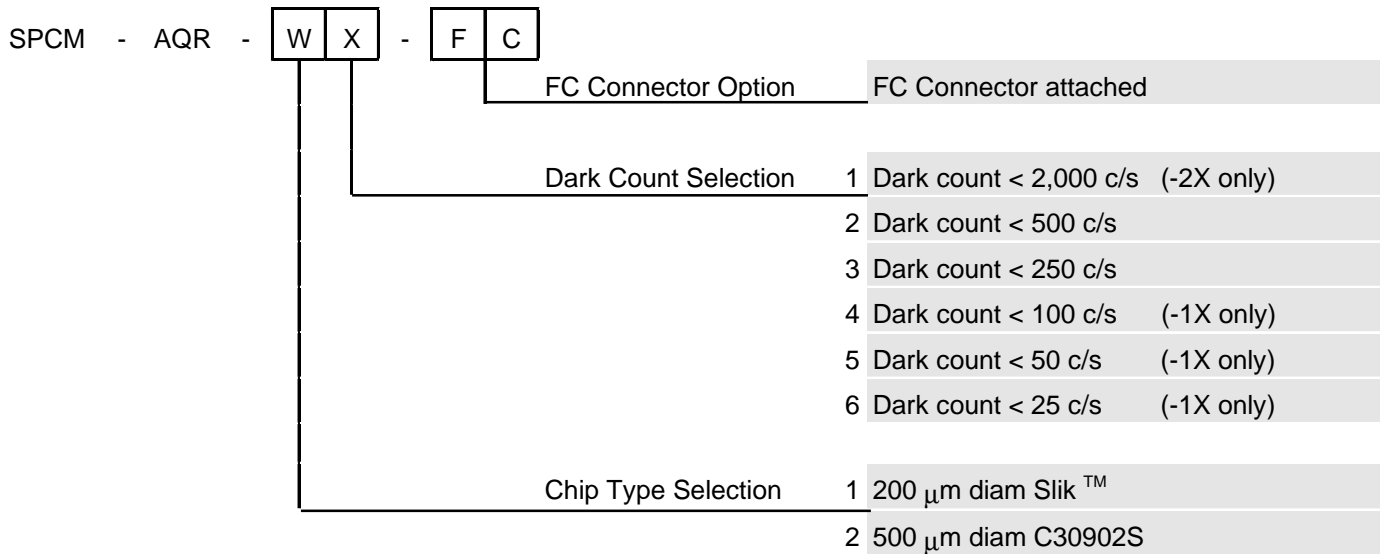 SPCM - AQR - W X - F C
FC Connector Option FC Connector attached
Dark Count Selection 1 Dark count < 2,000 c/s (-2X only)
2 Dark count < 500 c/s
3 Dark count < 250 c/s
4 Dark count < 100 c/s (-1X only)
5 Dark count < 50 c/s (-1X only)
6 Dark count < 25 c/s (-1X only)
Chip Type Selection 1 200 μm diam Slik TM
2 500 μm diam C30902S